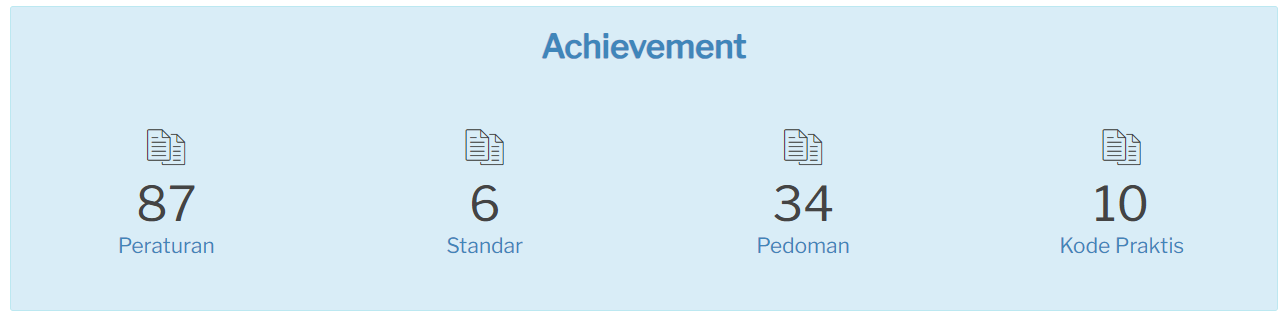 Achievement
87
Peraturan
6
Standar
34
Pedoman
10
Kode Praktis